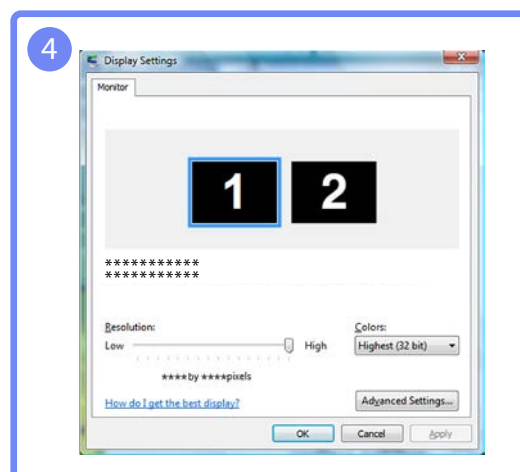 4
Display Settings
Monitor
1 2
***********
***********
Resolution: Colors:
Low High Highest (32 bit)
**** by **** pixels
How do I get the best display? Advanced Settings...
OK Cancel Apply